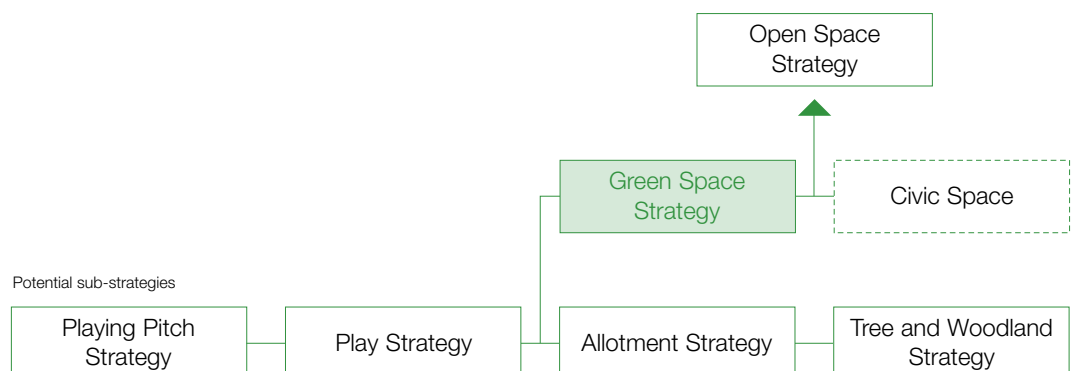 Open Space
Strategy
Green Space
Strategy
Civic Space
Potential sub-strategies
Playing Pitch
Strategy
Play Strategy
Allotment Strategy
Tree and Woodland
Strategy